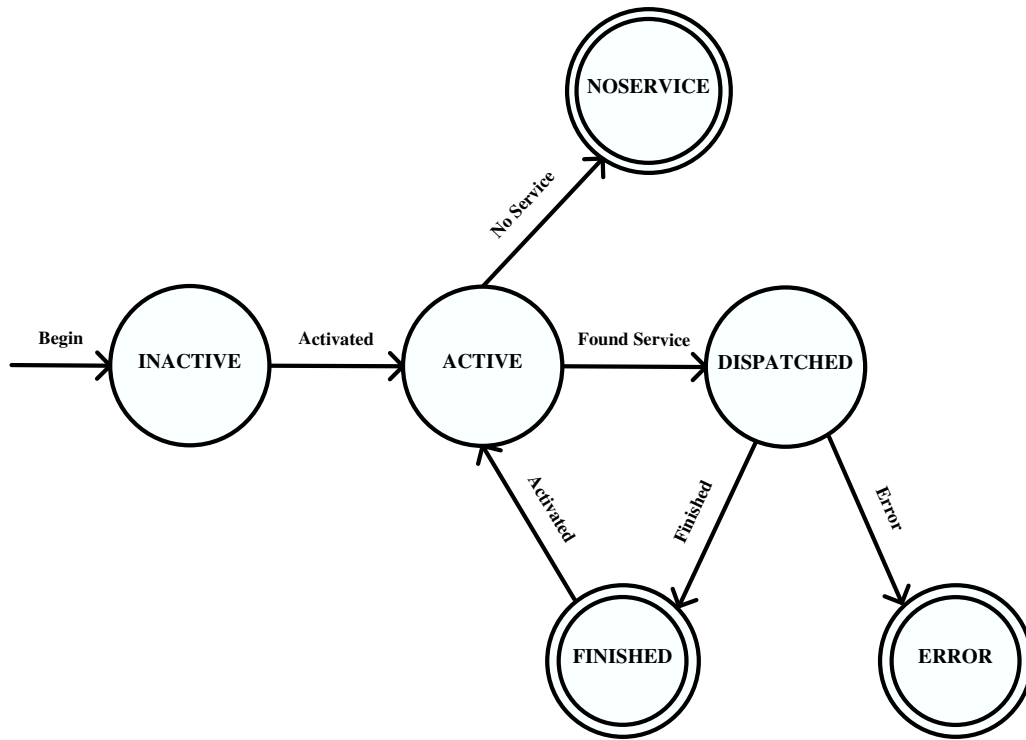 NOSERVICE
No Service
Begin
INACTIVE
Activated
ACTIVE
Found Service
DISPATCHED
Activated
Finished
Error
FINISHED
ERROR